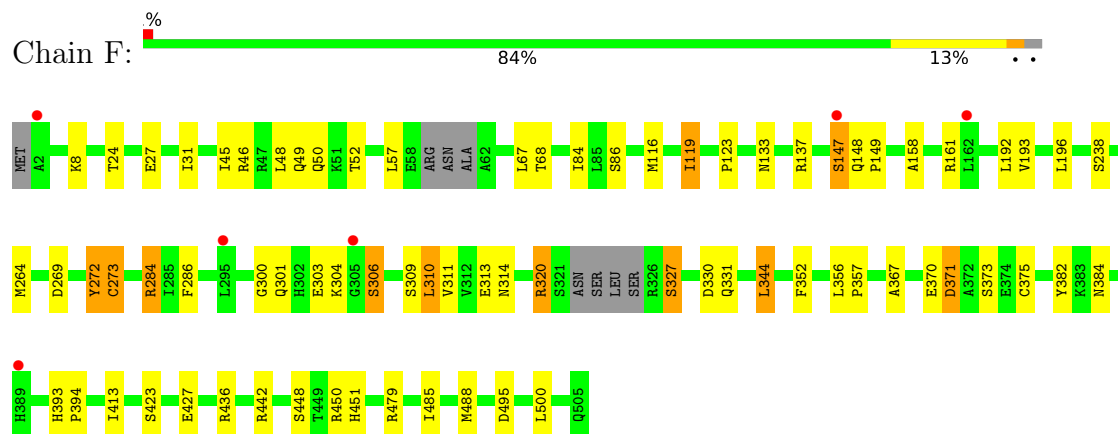 .%
Chain F:
84% 13% • •
MET A2 K8 T24 E27 I31 I45 R46 R47 L48 Q49 Q50 K51 T52 L57 E58 ARG ASN ALA A62 L67 T68 I84 L85 S86 M116 I119 P123 N133 R137 S147 Q148 P149 A158 R161 L162 L192 V193 L196 S238
M264 D269 Y272 C273 R284 I285 F286 L295 G300 Q301 H302 E303 K304 G305 S306 S309 L310 V311 V312 E313 N314 R320 S321 ASN SER LEU SER R326 S327 D330 Q331 L344 F352 L356 P357 A367 E370 D371 A372 S373 E374 C375 Y382 K383 N384
H389 H393 P394 I413 S423 E427 R436 R442 S448 T449 R450 H451 R479 I485 M488 D495 L500 Q505